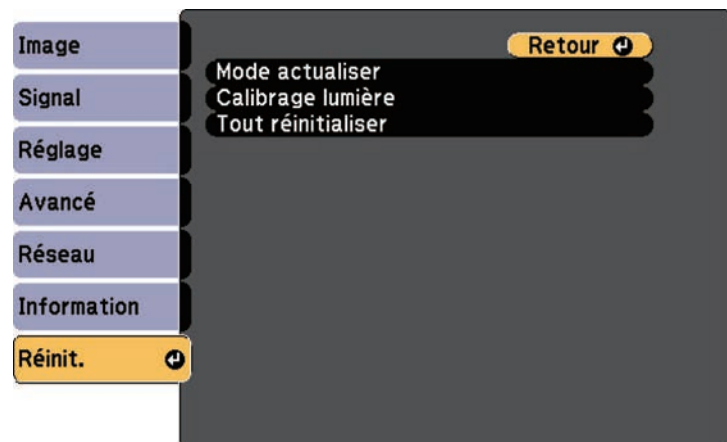 Image
Signal
Réglage
Avancé
Réseau
Information
Réinit.
Retour
Mode actualiser
Calibrage lumière
Tout réinitialiser